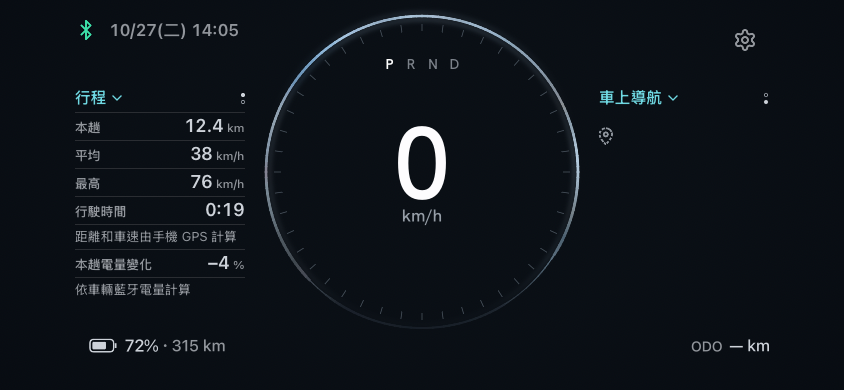 10/27(二) 14:05
P R N D
行程
本趟 12.4 km
平均 38 km/h
最高 76 km/h
行駛時間 0:19
距離和車速由手機 GPS 計算
本趟電量變化 −4 %
依車輛藍牙電量計算
0
km/h
車上導航
72% · 315 km
ODO — km